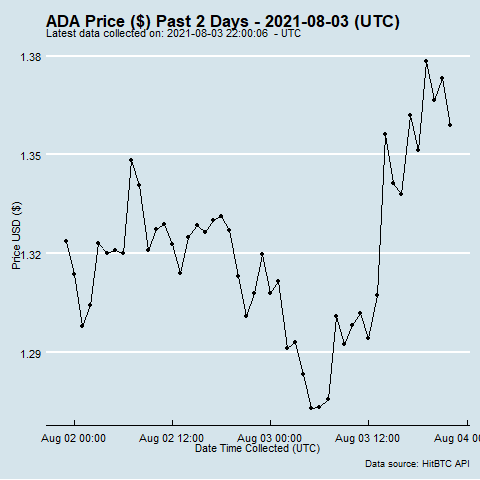 ADA Price ($) Past 2 Days - 2021-08-03 (UTC)
Latest data collected on: 2021-08-03 22:00:06 - UTC
1.38
1.35
1.32
1.29
Price USD ($)
Aug 02 00:00
Aug 02 12:00
Aug 03 00:00
Aug 03 12:00
Aug 04 00
Date Time Collected (UTC)
Data source: HitBTC API